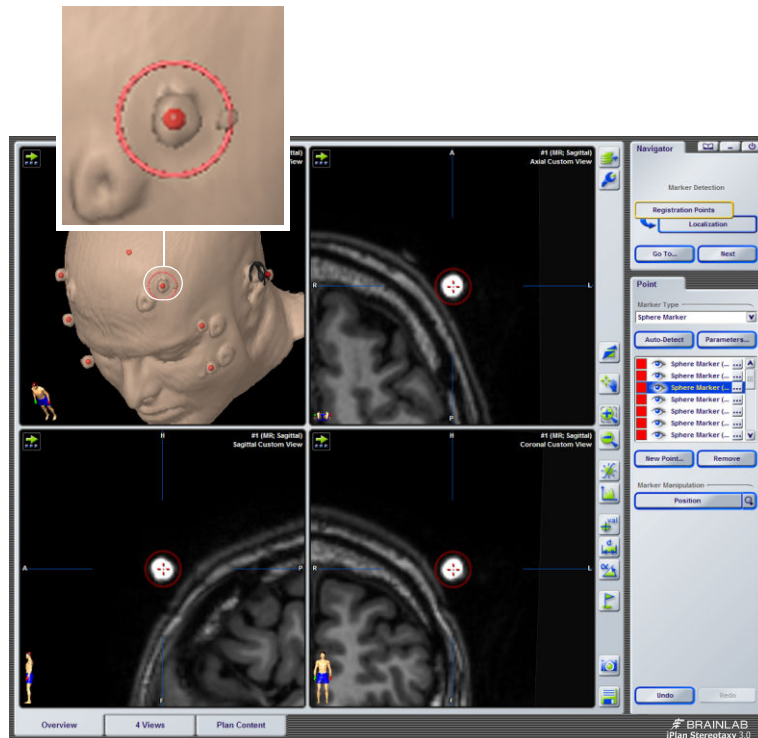 ttal)
View
#1 (MR; Sagittal)
Axial Custom View
A
R
L
P
#1 (MR; Sagittal)
Sagittal Custom View
H
A
P
F
#1 (MR; Sagittal)
Coronal Custom View
H
R
L
F
val
d
Navigator
Marker Detection
Registration Points
Localization
Go To...
Next
Point
Marker Type
Sphere Marker
Auto-Detect
Parameters...
Sphere Marker (... ...
Sphere Marker (... ...
Sphere Marker (... ...
Sphere Marker (... ...
Sphere Marker (... ...
Sphere Marker (... ...
Sphere Marker (... ...
New Point...
Remove
Marker Manipulation
Position
Undo
Redo
Overview
4 Views
Plan Content
BRAINLAB
iPlan Stereotaxy 3.0